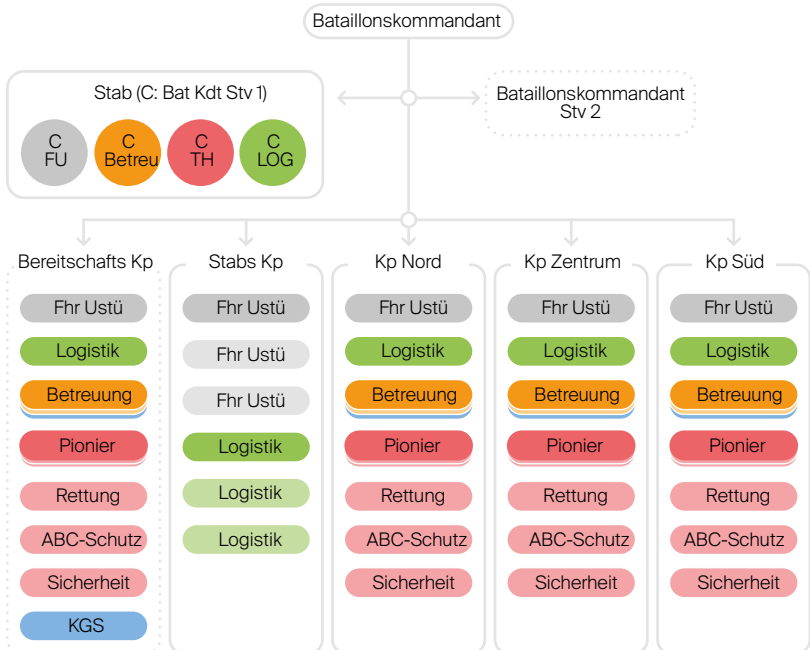 Bataillonskommandant
Stab (C: Bat Kdt Stv 1)
C
FU
C
Betreu
C
TH
C
LOG
Bataillonskommandant
Stv 2
Bereitschafts Kp
Fhr Ustü
Logistik
Betreuung
Pionier
Rettung
ABC-Schutz
Sicherheit
KGS
Stabs Kp
Fhr Ustü
Fhr Ustü
Fhr Ustü
Logistik
Logistik
Logistik
Kp Nord
Fhr Ustü
Logistik
Betreuung
Pionier
Rettung
ABC-Schutz
Sicherheit
Kp Zentrum
Fhr Ustü
Logistik
Betreuung
Pionier
Rettung
ABC-Schutz
Sicherheit
Kp Süd
Fhr Ustü
Logistik
Betreuung
Pionier
Rettung
ABC-Schutz
Sicherheit